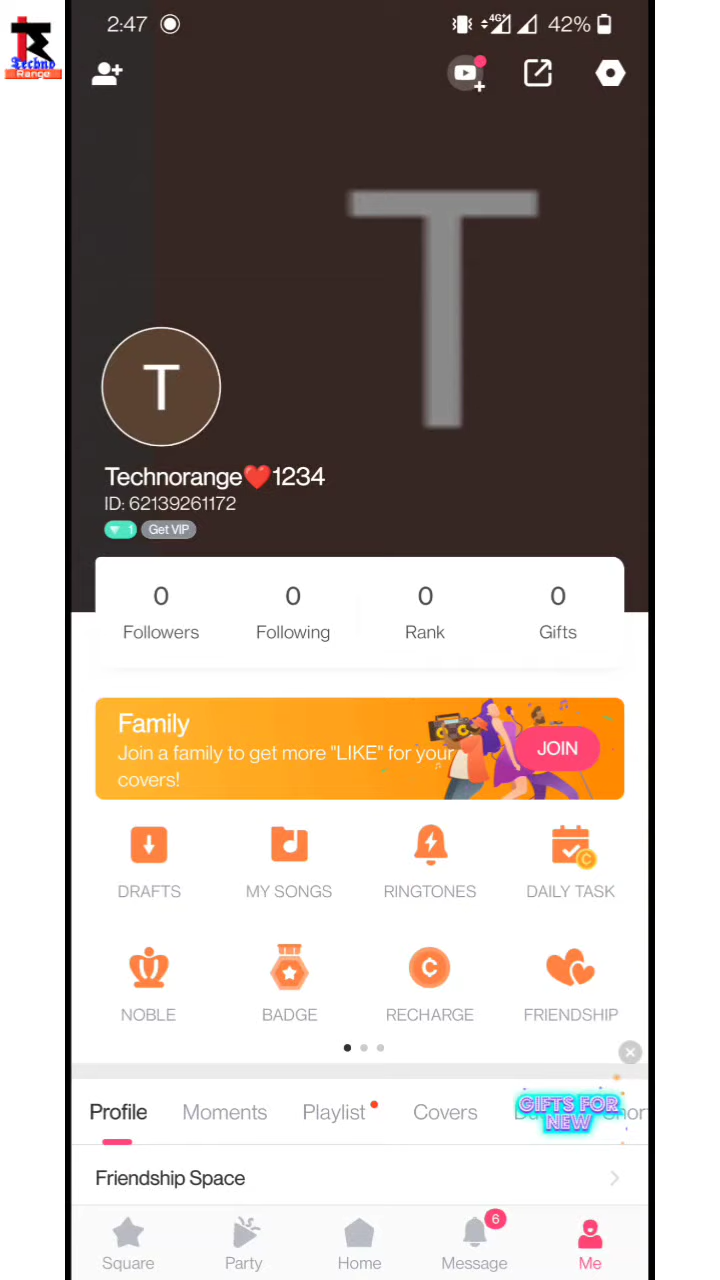 Techno
Range
2:47
4G+
42%
T
T
Technorange❤️1234
ID: 62139261172
1
Get VIP
0
0
0
0
Followers
Following
Rank
Gifts
Family
Join a family to get more "LIKE" for your
covers!
JOIN
DRAFTS
MY SONGS
RINGTONES
DAILY TASK
NOBLE
BADGE
RECHARGE
FRIENDSHIP
Profile
Moments
Playlist
Covers
GIFTS FOR
NEW
Friendship Space
6
Square
Party
Home
Message
Me